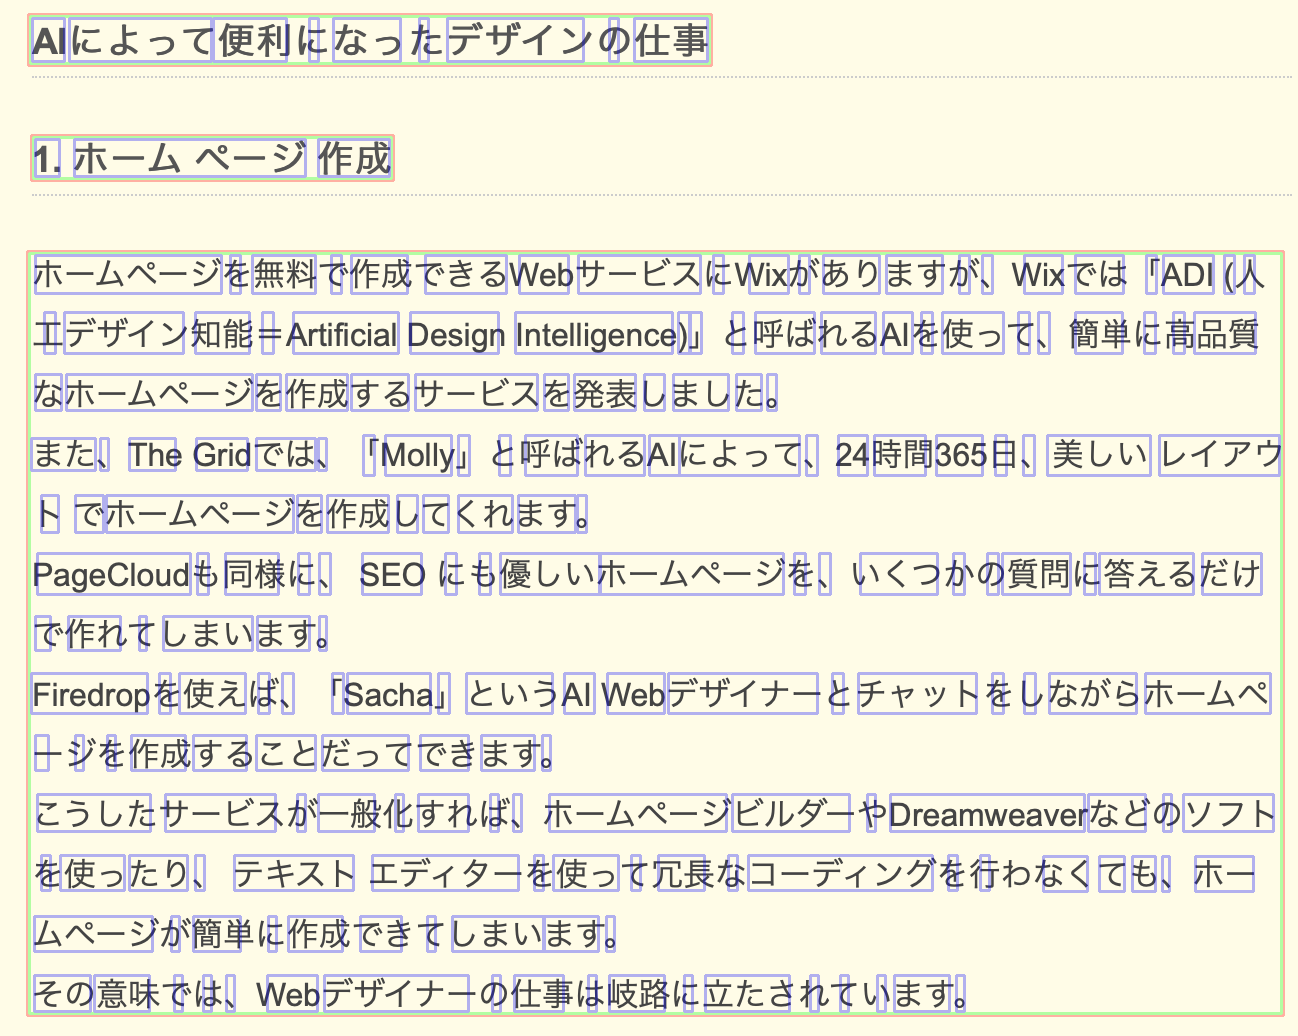 AIによって便利になったデザインの仕事
1. ホーム ページ 作成
ホームページを無料で作成できるWebサービスにWixがありますが、Wixでは「ADI (人
工デザイン知能＝Artificial Design Intelligence)」と呼ばれるAIを使って、簡単に高品質
なホームページを作成するサービスを発表しました。
また、The Gridでは、「Molly」と呼ばれるAIによって、24時間365日、美しい レイアウ
ト でホームページを作成してくれます。
PageCloudも同様に、 SEO にも優しいホームページを、いくつかの質問に答えるだけ
で作れてしまいます。
Firedropを使えば、「Sacha」というAI Webデザイナーとチャットをしながらホームペ
ージを作成することだってできます。
こうしたサービスが一般化すれば、ホームページビルダーやDreamweaverなどのソフト
を使ったり、 テキスト エディターを使って冗長なコーディングを行わなくても、ホー
ムページが簡単に作成できてしまいます。
その意味では、Webデザイナーの仕事は岐路に立たされています。